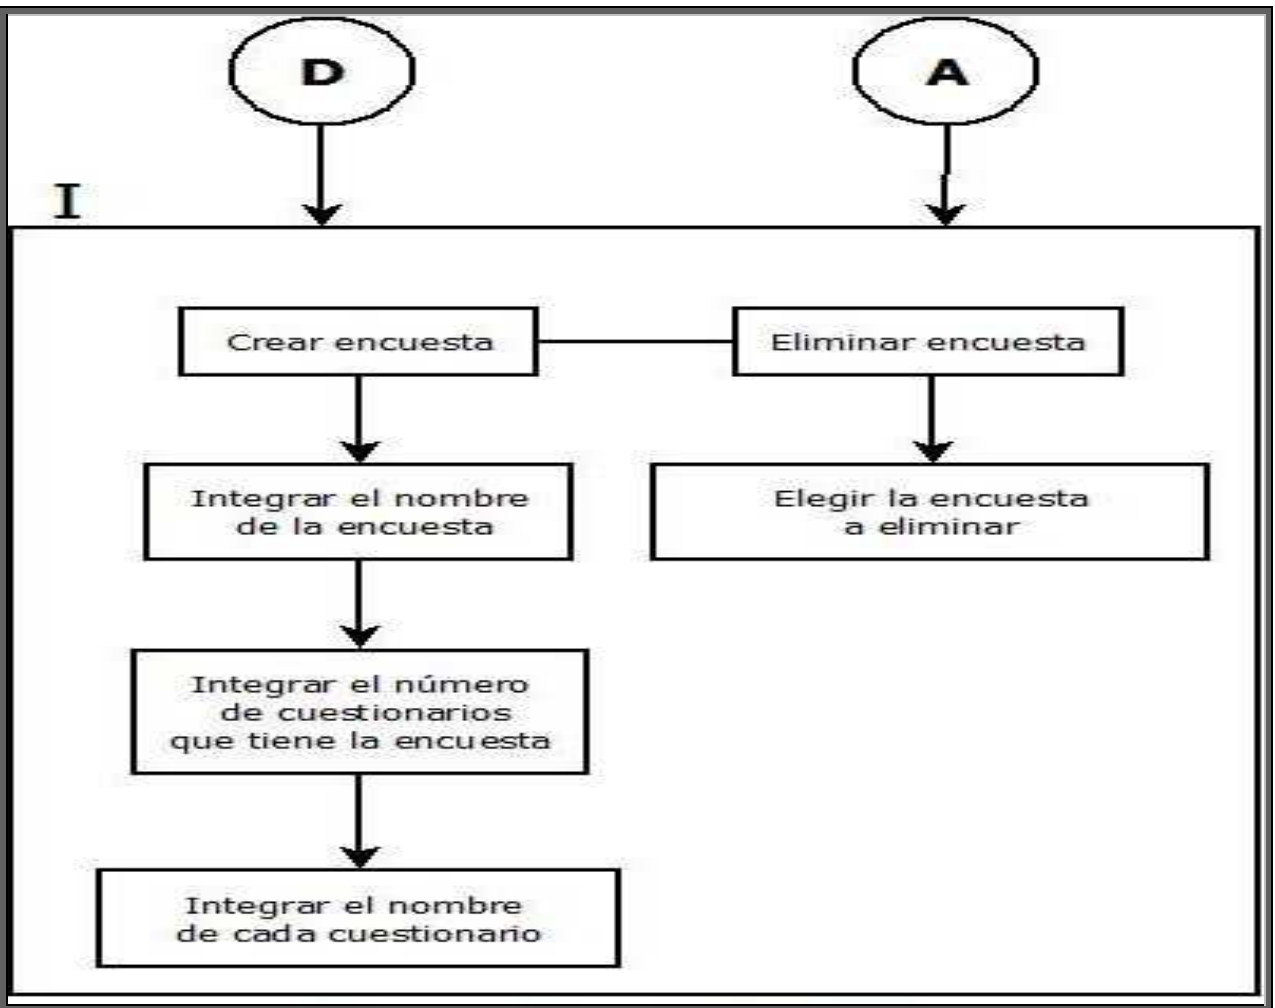 D
A
I
Crear encuesta
Eliminar encuesta
Integrar el nombre
de la encuesta
Elegir la encuesta
a eliminar
Integrar el número
de cuestionarios
que tiene la encuesta
Integrar el nombre
de cada cuestionario